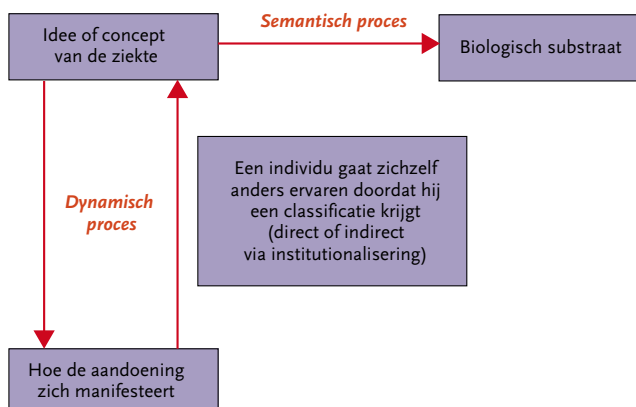 Idee of concept
van de ziekte
Semantisch proces
Biologisch substraat
Dynamisch
proces
Een individu gaat zichzelf
anders ervaren doordat hij
een classificatie krijgt
(direct of indirect
via institutionalisering)
Hoe de aandoening
zich manifesteert